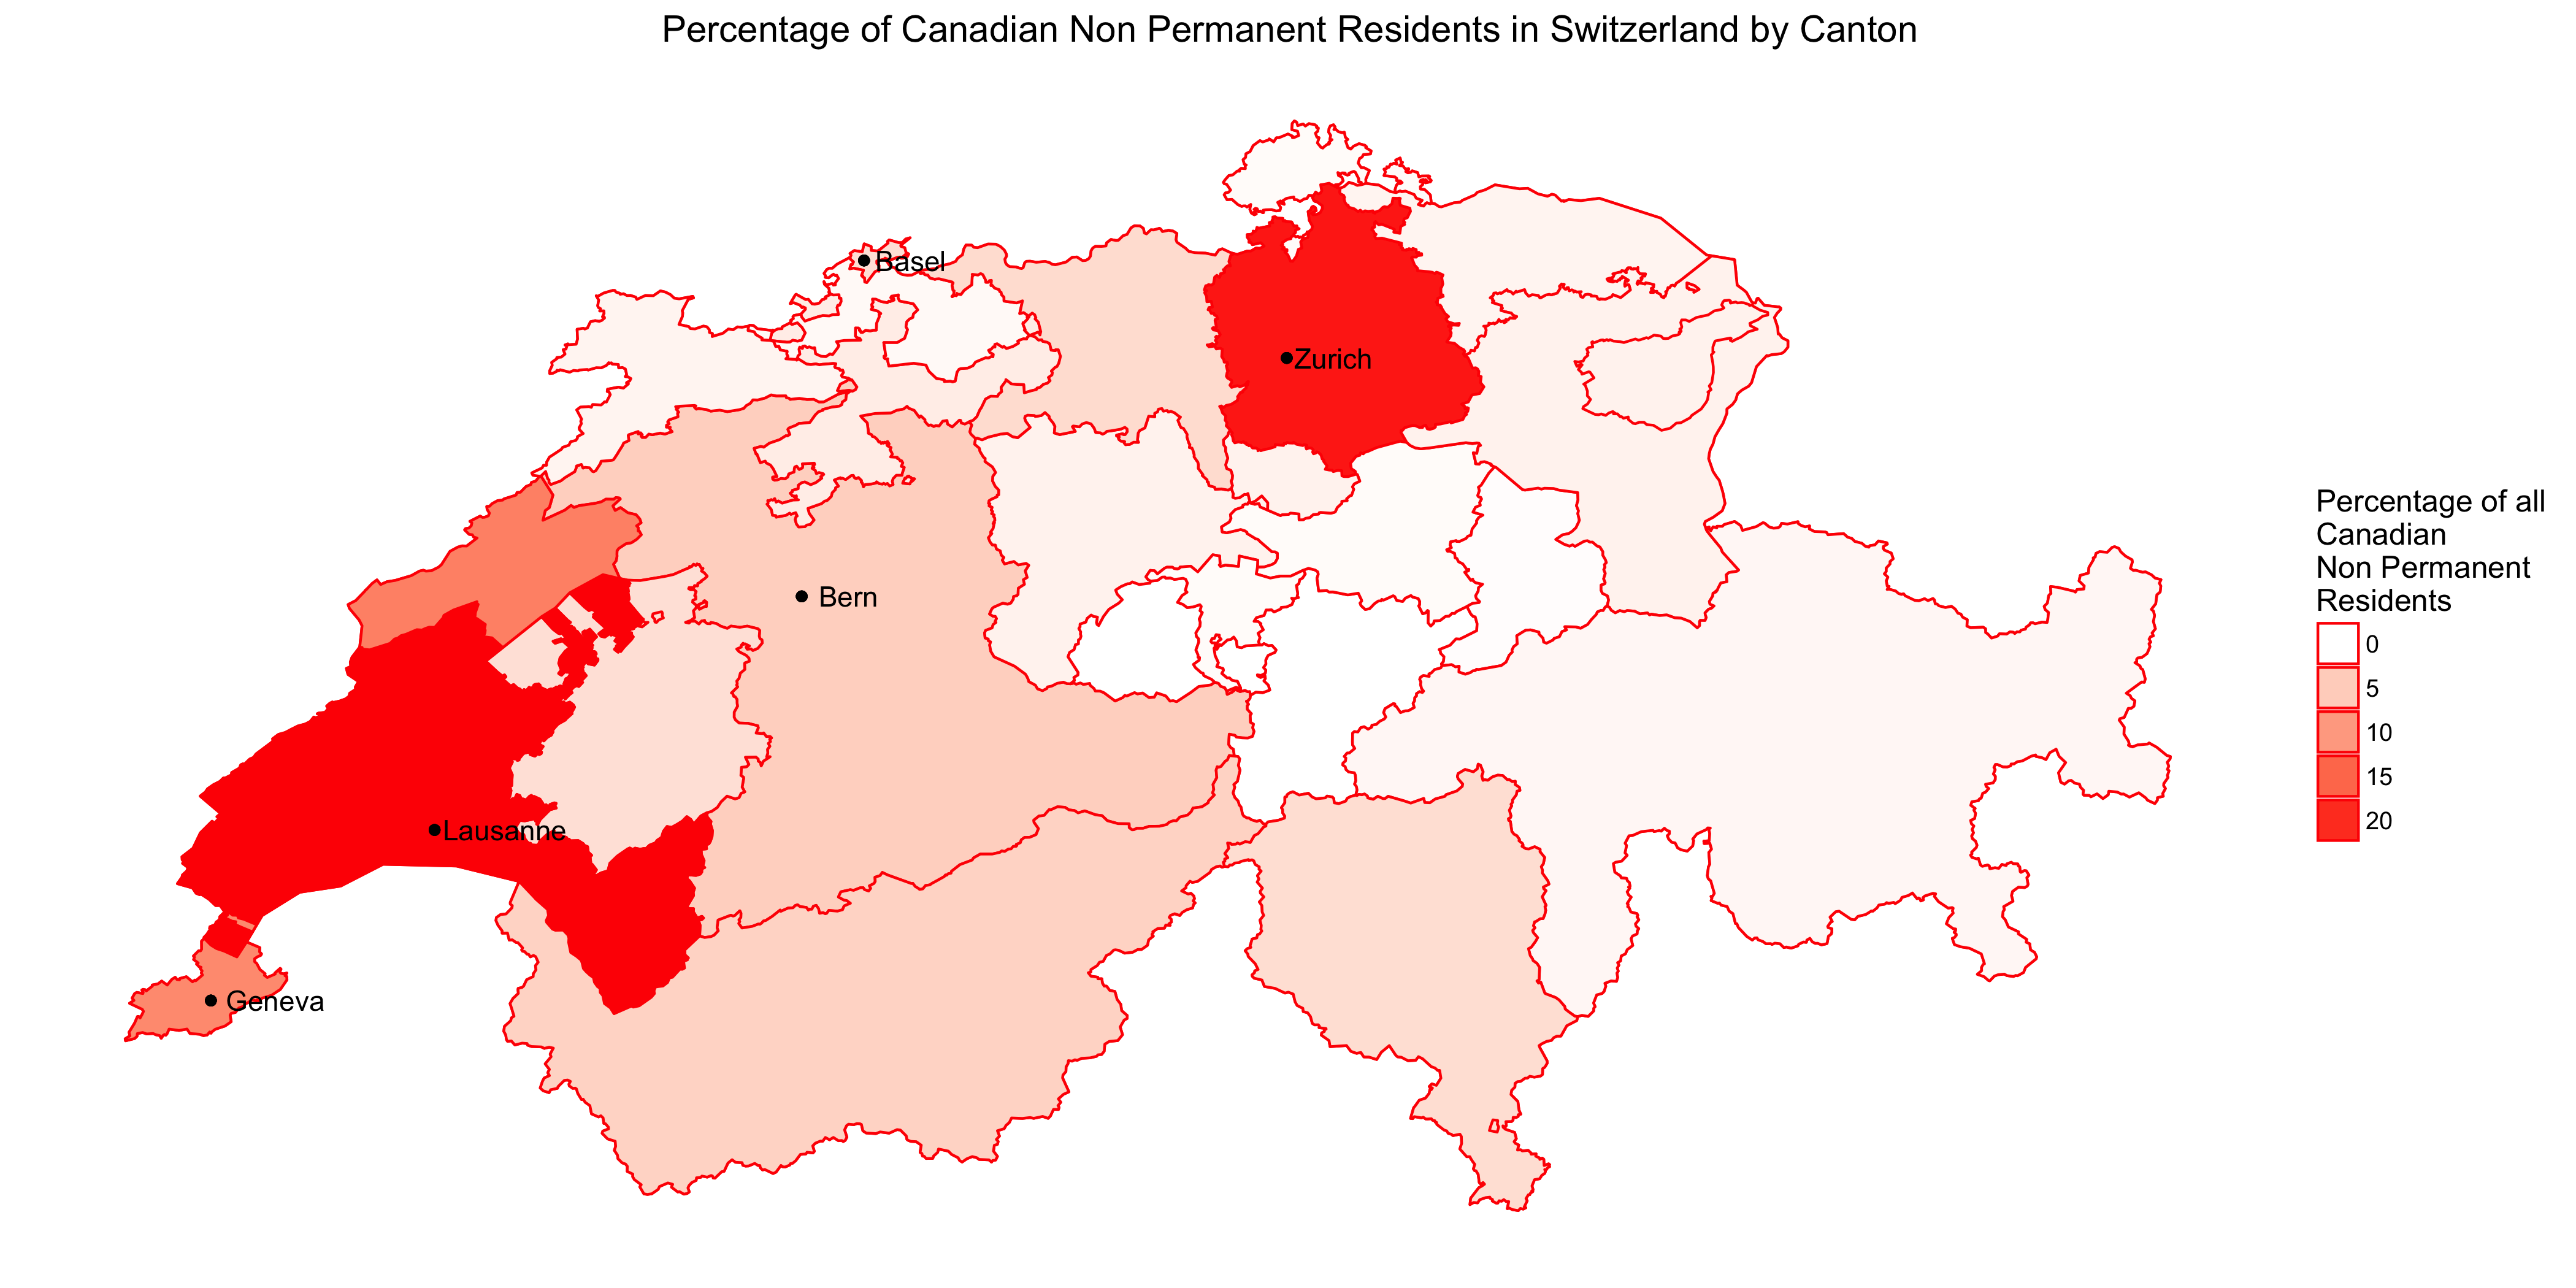 Percentage of Canadian Non Permanent Residents in Switzerland by Canton
Basel
Zurich
Bern
Lausanne
Geneva
Percentage of all
Canadian
Non Permanent
Residents
0
5
10
15
20